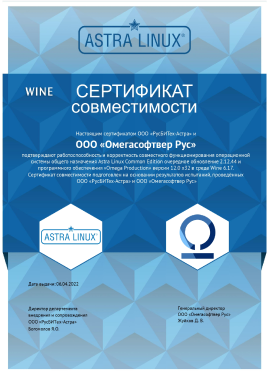 ASTRA LINUX®
WINE
СЕРТИФИКАТ
СОВМЕСТИМОСТИ
Настоящим сертификатом ООО «РусБИТех-Астра» и
ООО «Омегасофтвер Рус»
подтверждают работоспособность и корректность совместного функционирования операционной
системы общего назначения Astra Linux Common Edition очередное обновление 2.12.44 и
программного обеспечения «Omega Production» версии 12.0 x32 в среде Wine 6.17.
Сертификат совместимости подготовлен на основании результатов испытаний, проведенных
ООО «РусБИТех-Астра» и ООО «Омегасофтвер Рус»
ASTRA LINUX®
Дата выдачи: 06.04.2022
Директор департамента
внедрения и сопровождения
ООО «РусБИТех-Астра»
Генеральный директор
ООО «Омегасофтвер Рус»